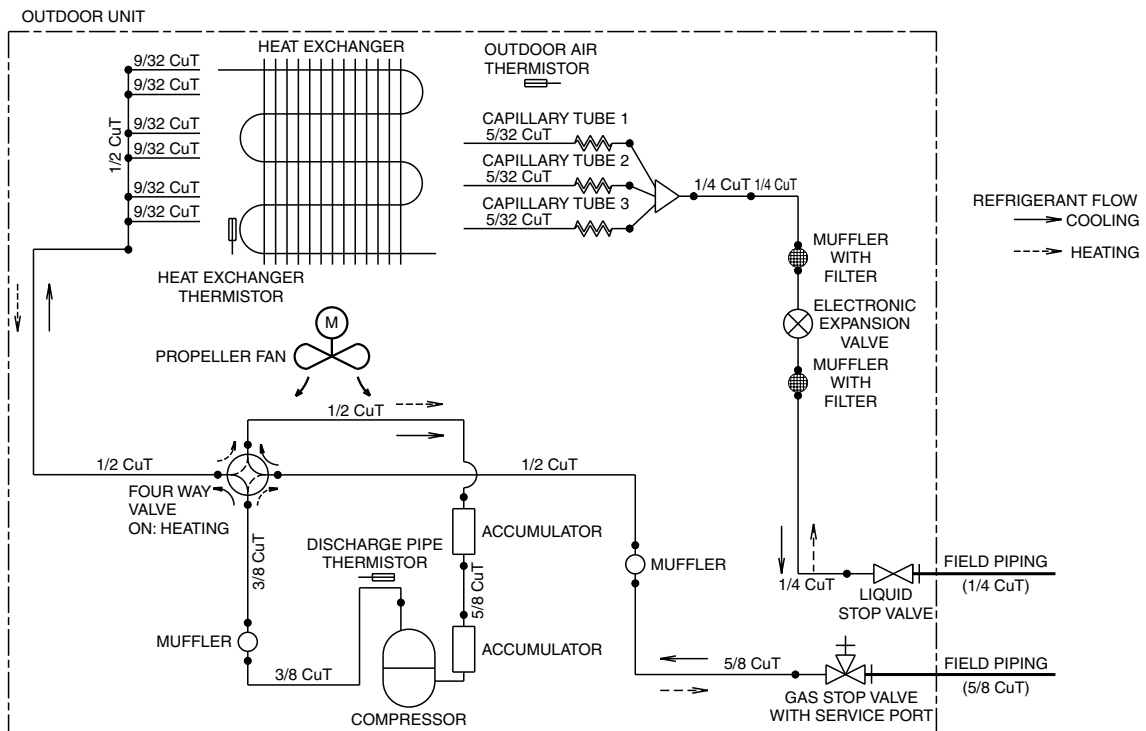 OUTDOOR UNIT
HEAT EXCHANGER
OUTDOOR AIR
THERMISTOR
9/32 CuT
9/32 CuT
9/32 CuT
9/32 CuT
9/32 CuT
9/32 CuT
1/2 CuT
CAPILLARY TUBE 1
5/32 CuT
CAPILLARY TUBE 2
5/32 CuT
CAPILLARY TUBE 3
5/32 CuT
1/4 CuT
1/4 CuT
REFRIGERANT FLOW
COOLING
HEATING
HEAT EXCHANGER
THERMISTOR
MUFFLER
WITH
FILTER
ELECTRONIC
EXPANSION
VALVE
MUFFLER
WITH
FILTER
M
PROPELLER FAN
1/2 CuT
1/2 CuT
1/2 CuT
FOUR WAY
VALVE
ON: HEATING
3/8 CuT
ACCUMULATOR
DISCHARGE PIPE
THERMISTOR
5/8 CuT
MUFFLER
1/4 CuT
LIQUID
STOP VALVE
FIELD PIPING
(1/4 CuT)
MUFFLER
3/8 CuT
ACCUMULATOR
COMPRESSOR
5/8 CuT
GAS STOP VALVE
WITH SERVICE PORT
FIELD PIPING
(5/8 CuT)